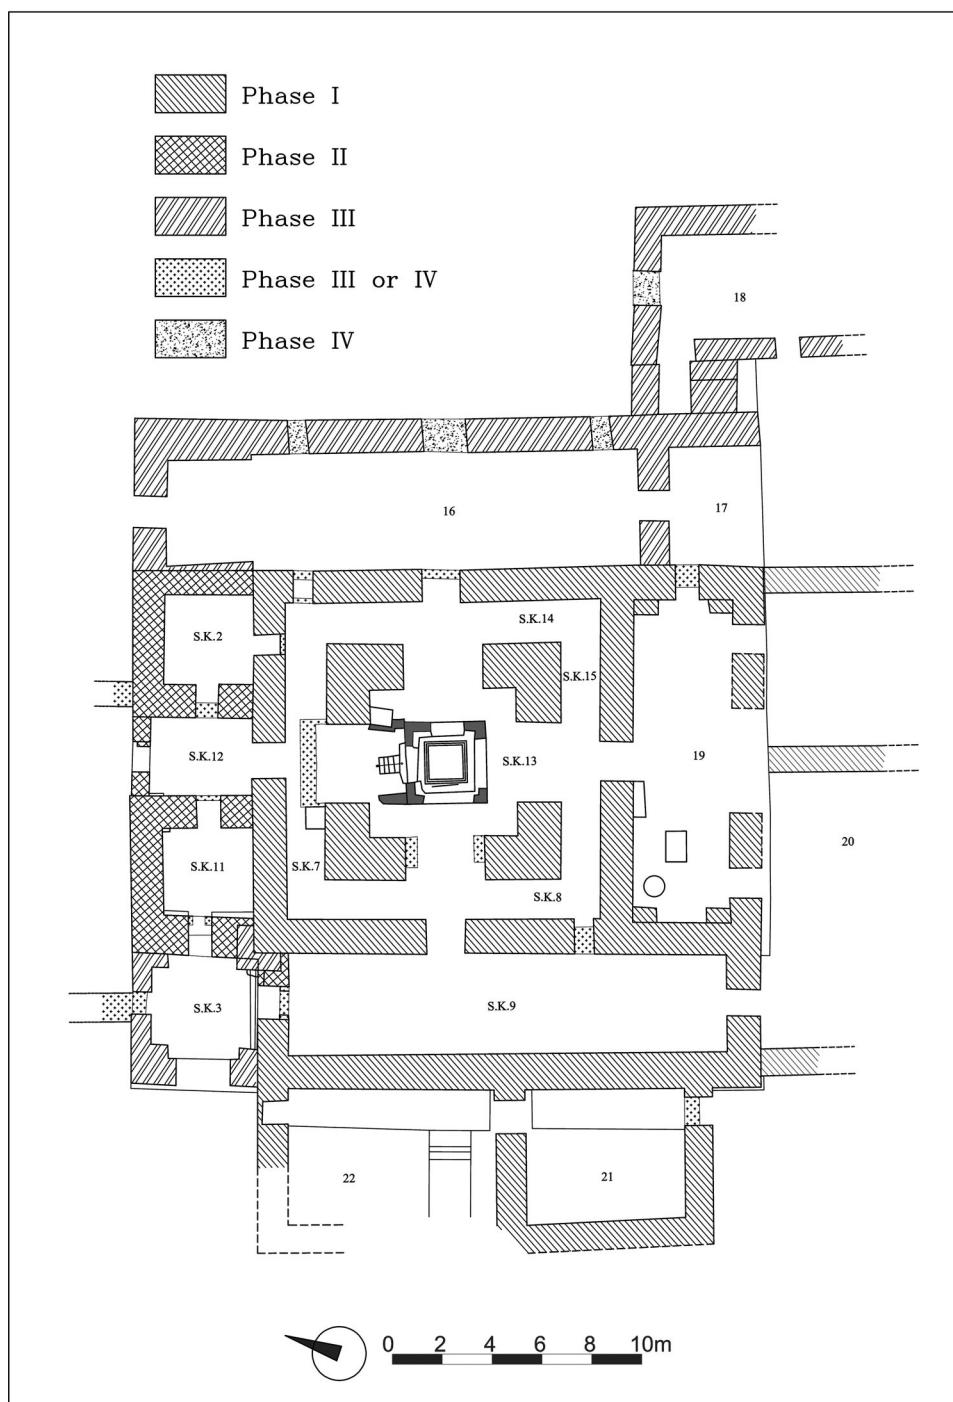 Phase I
Phase II
Phase III
Phase III or IV
Phase IV
18
16
17
S.K.14
S.K.2
S.K.15
S.K.12
S.K.13
19
20
S.K.11
S.K.7
S.K.8
S.K.3
S.K.9
22
21
0 2 4 6 8 10m